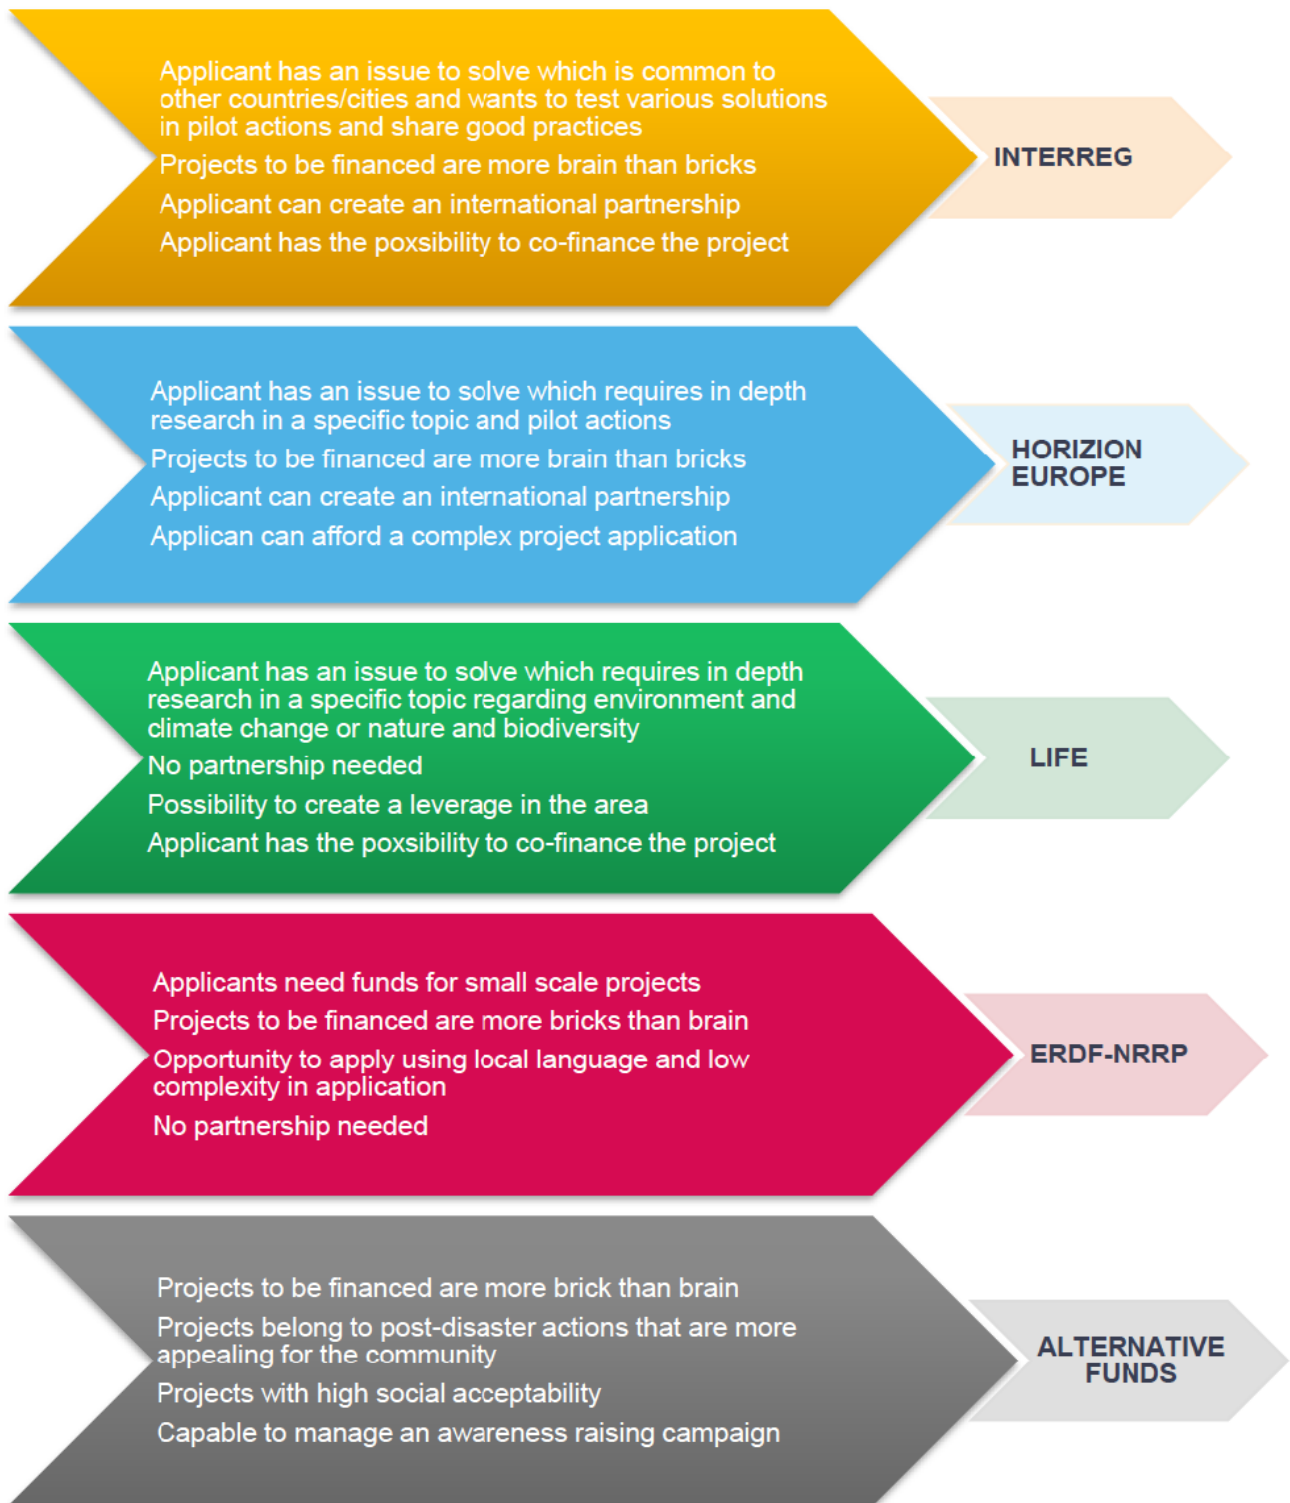 Applicant has an issue to solve which is common to
other countries/cities and wants to test various solutions
in pilot actions and share good practices
Projects to be financed are more brain than bricks
Applicant can create an international partnership
Applicant has the poxsibility to co-finance the project
INTERREG
Applicant has an issue to solve which requires in depth
research in a specific topic and pilot actions
Projects to be financed are more brain than bricks
Applicant can create an international partnership
Applican can afford a complex project application
HORIZION
EUROPE
Applicant has an issue to solve which requires in depth
research in a specific topic regarding environment and
climate change or nature and biodiversity
No partnership needed
Possibility to create a leverage in the area
Applicant has the poxsibility to co-finance the project
LIFE
Applicants need funds for small scale projects
Projects to be financed are more bricks than brain
Opportunity to apply using local language and low
complexity in application
No partnership needed
ERDF-NRRP
Projects to be financed are more brick than brain
Projects belong to post-disaster actions that are more
appealing for the community
Projects with high social acceptability
Capable to manage an awareness raising campaign
ALTERNATIVE
FUNDS